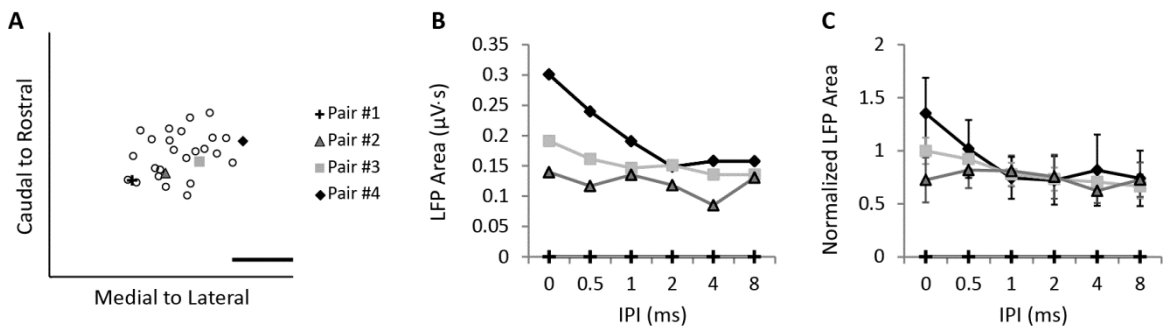 A
Caudal to Rostral
Medial to Lateral
Pair #1
Pair #2
Pair #3
Pair #4
B
LFP Area (µV·s)
0.35
0.3
0.25
0.2
0.15
0.1
0.05
0
0 0.5 1 2 4 8
IPI (ms)
C
Normalized LFP Area
2
1.5
1
0.5
0
0 0.5 1 2 4 8
IPI (ms)